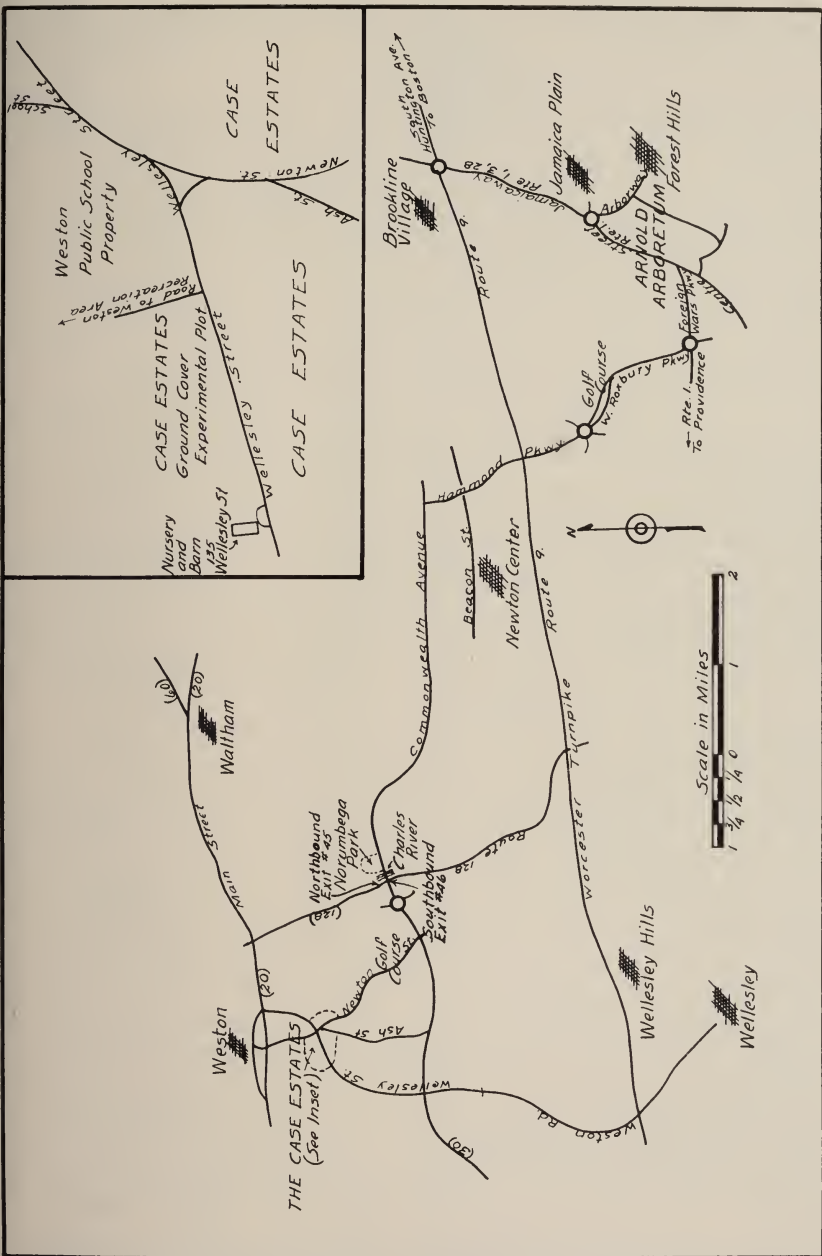 Weston
Public School
Property
School
St
Wellesley Street
CASE
ESTATES
Newton St
Ash St.
Road to Weston
Recreation Area
CASE ESTATES
Ground Cover
Experimental Plot
Wellesley Street
CASE ESTATES
Nursery
and
Barn
135
Wellesley St
Brookline
Village
South
Huntington Ave.
To Boston
Route 9.
Jamaicaway
Rte 1, 3, 28
Jamaica Plain
Arborway
Forest Hills
ARNOLD
ARBORETUM
Centre
Street
Rte. 1
Foreign
Wars Pkwy
← Rte. 1.
To Providence
W. Roxbury Pkwy
Golf
Course
Hammond Pkwy
Beacon St.
Newton Center
Commonwealth Avenue
Route 9.
Worcester Turnpike
N
Scale in Miles
1 3/4 1/2 1/4 0 1 2
(60)
(20)
Waltham
Main Street
(20)
Weston
(128)
Northbound
Exit #45
Norumbega
Park
Charles
River
Southbound
Exit #46
Route 128
THE CASE ESTATES
(See Inset)
Newton St
Golf
Course
Ash St
Wellesley St.
(30)
Weston Rd.
Wellesley Hills
Wellesley